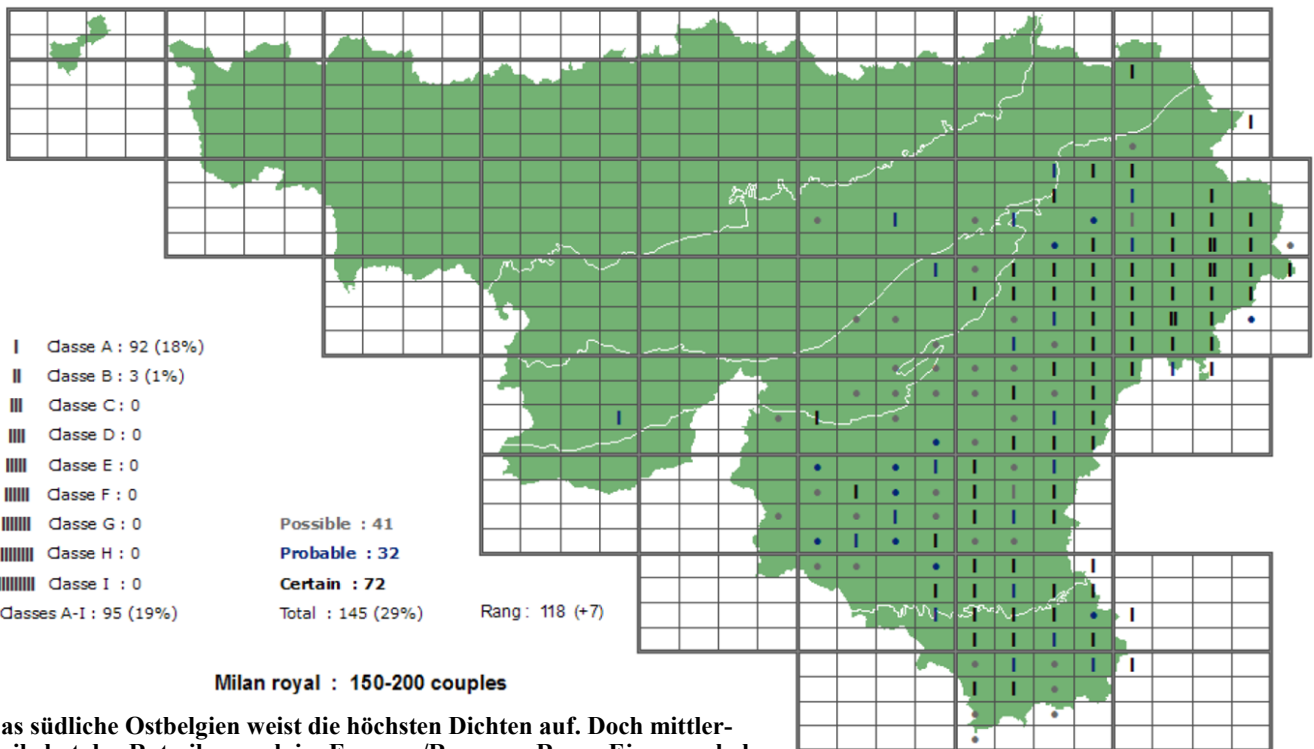 Classe A : 92 (18%)
Classe B : 3 (1%)
Classe C : 0
Classe D : 0
Classe E : 0
Classe F : 0
Classe G : 0
Classe H : 0
Classe I : 0
Classes A-I : 95 (19%)
Possible : 41
Probable : 32
Certain : 72
Total : 145 (29%)
Rang : 118 (+7)
Milan royal : 150-200 couples
as südliche Ostbelgien weist die höchsten Dichten auf. Doch mittler-